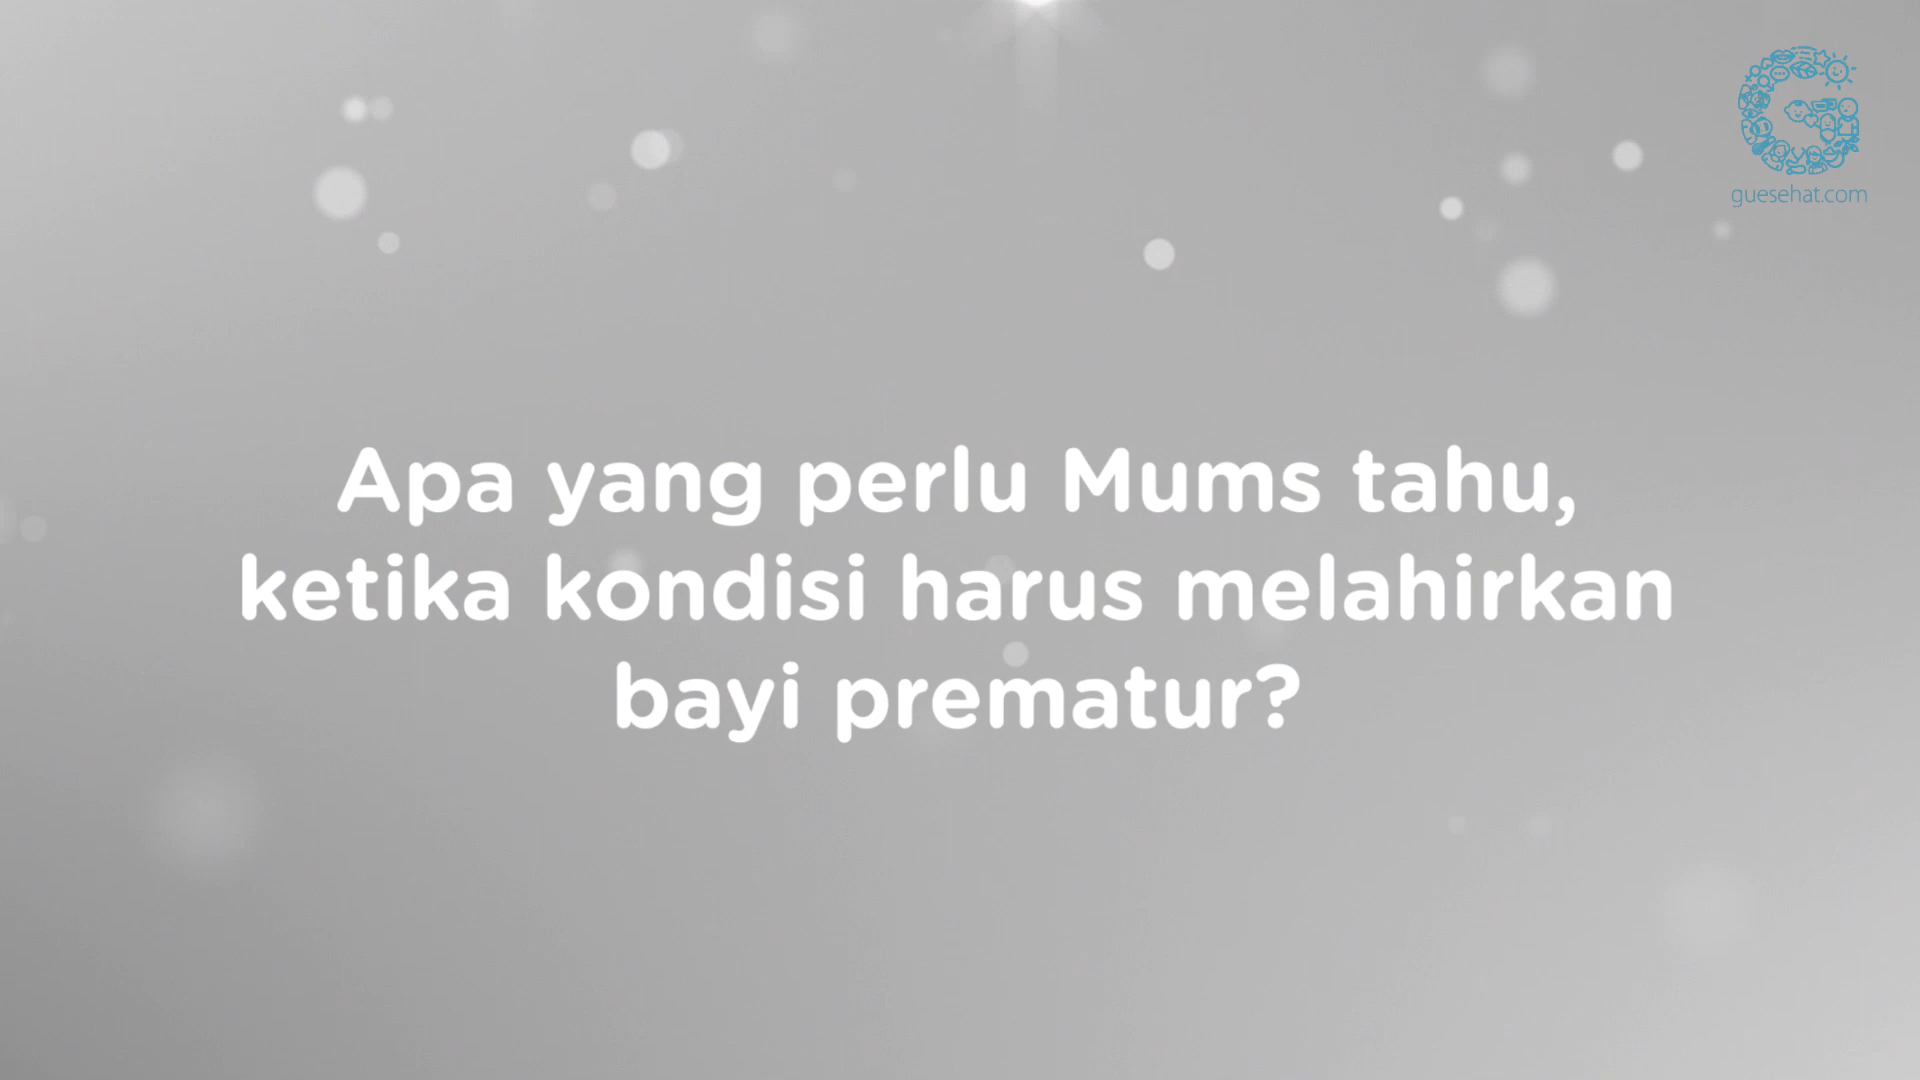 guesehat.com
Apa yang perlu Mums tahu,
ketika kondisi harus melahirkan
bayi prematur?